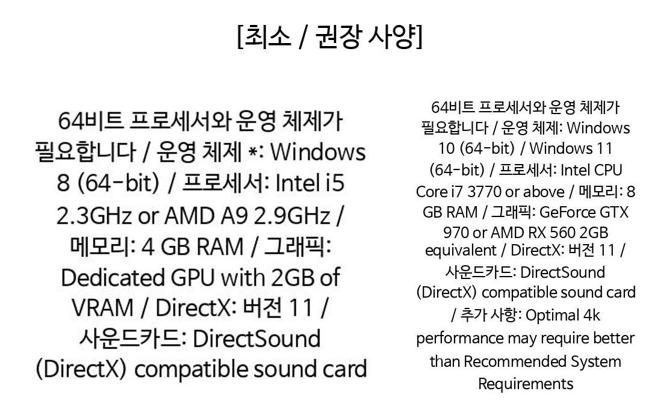 [최소 / 권장 사양]
64비트 프로세서와 운영 체제가
필요합니다 / 운영 체제 *: Windows
8 (64-bit) / 프로세서: Intel i5
2.3GHz or AMD A9 2.9GHz /
메모리: 4 GB RAM / 그래픽:
Dedicated GPU with 2GB of
VRAM / DirectX: 버전 11 /
사운드카드: DirectSound
(DirectX) compatible sound card
64비트 프로세서와 운영 체제가
필요합니다 / 운영 체제: Windows
10 (64-bit) / Windows 11
(64-bit) / 프로세서: Intel CPU
Core i7 3770 or above / 메모리: 8
GB RAM / 그래픽: GeForce GTX
970 or AMD RX 560 2GB
equivalent / DirectX: 버전 11 /
사운드카드: DirectSound
(DirectX) compatible sound card
/ 추가 사항: Optimal 4k
performance may require better
than Recommended System
Requirements